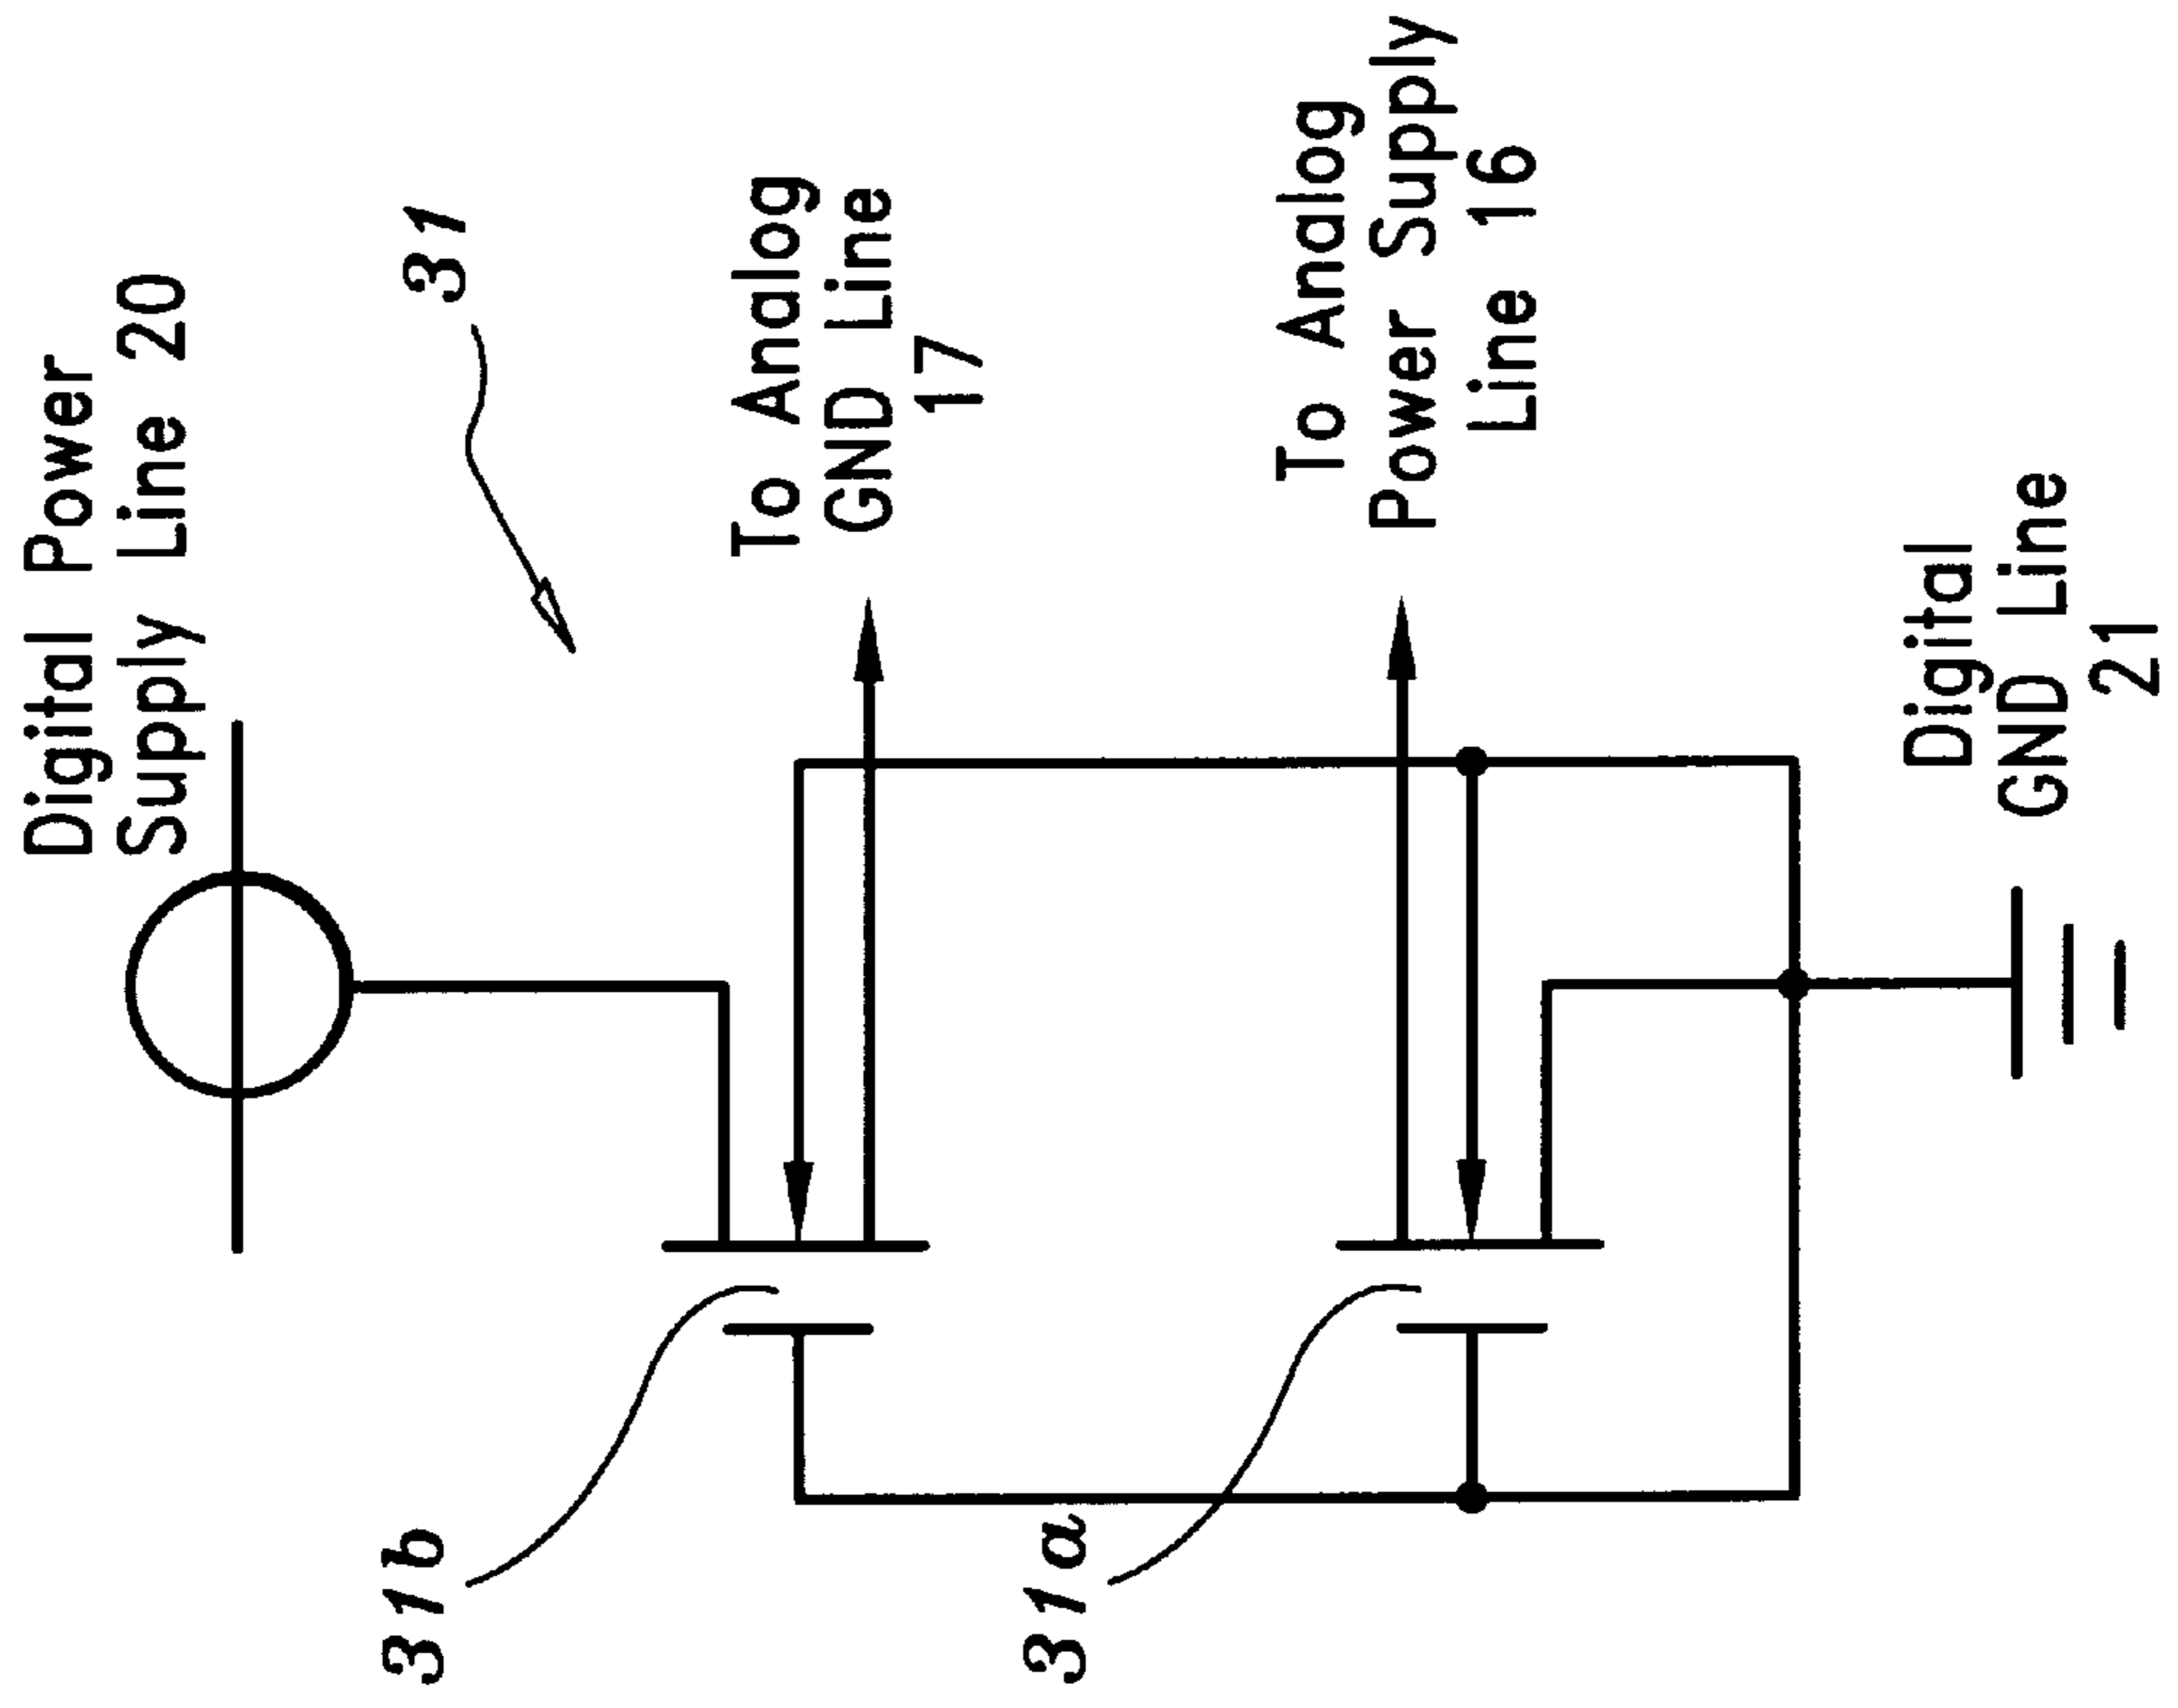 Digital Power
Supply Line 20
31
To Analog
GND Line
17
To Analog
Power Supply
Line 16
Digital
GND Line
21
31b
31a